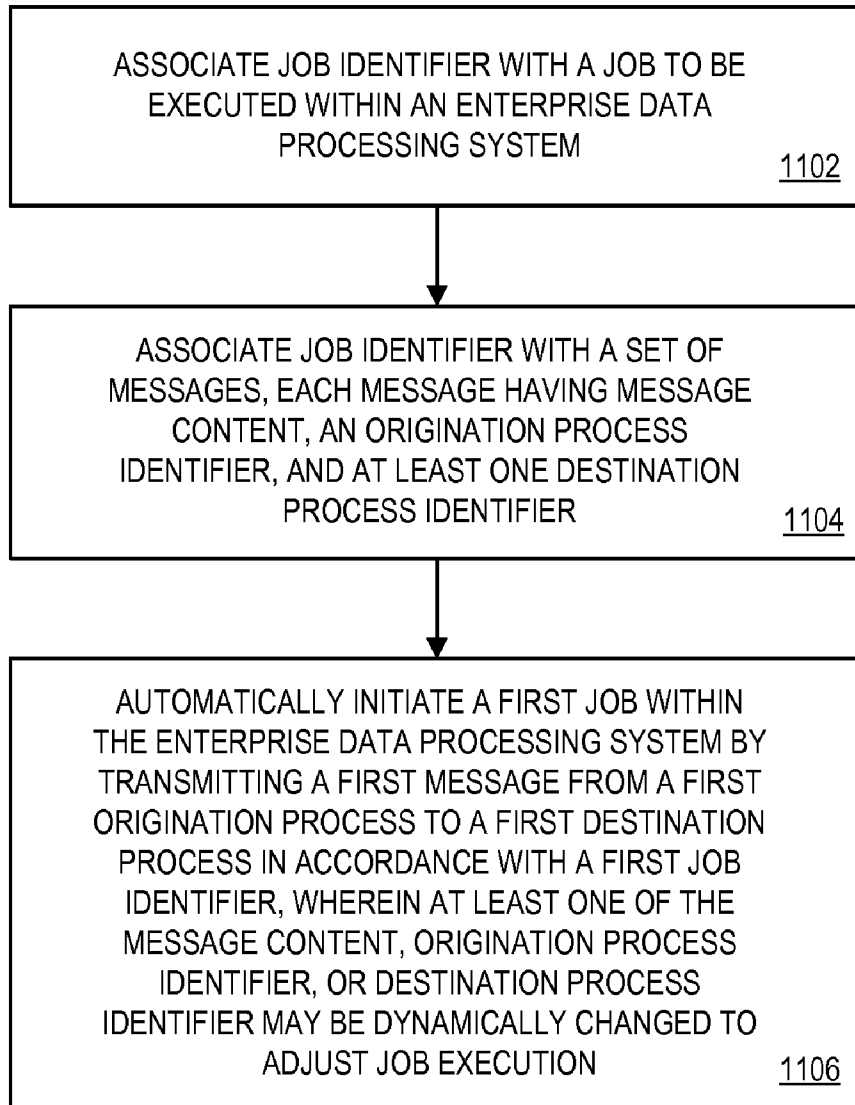 ASSOCIATE JOB IDENTIFIER WITH A JOB TO BE
EXECUTED WITHIN AN ENTERPRISE DATA
PROCESSING SYSTEM
1102
ASSOCIATE JOB IDENTIFIER WITH A SET OF
MESSAGES, EACH MESSAGE HAVING MESSAGE
CONTENT, AN ORIGINATION PROCESS
IDENTIFIER, AND AT LEAST ONE DESTINATION
PROCESS IDENTIFIER
1104
AUTOMATICALLY INITIATE A FIRST JOB WITHIN
THE ENTERPRISE DATA PROCESSING SYSTEM BY
TRANSMITTING A FIRST MESSAGE FROM A FIRST
ORIGINATION PROCESS TO A FIRST DESTINATION
PROCESS IN ACCORDANCE WITH A FIRST JOB
IDENTIFIER, WHEREIN AT LEAST ONE OF THE
MESSAGE CONTENT, ORIGINATION PROCESS
IDENTIFIER, OR DESTINATION PROCESS
IDENTIFIER MAY BE DYNAMICALLY CHANGED TO
ADJUST JOB EXECUTION
1106